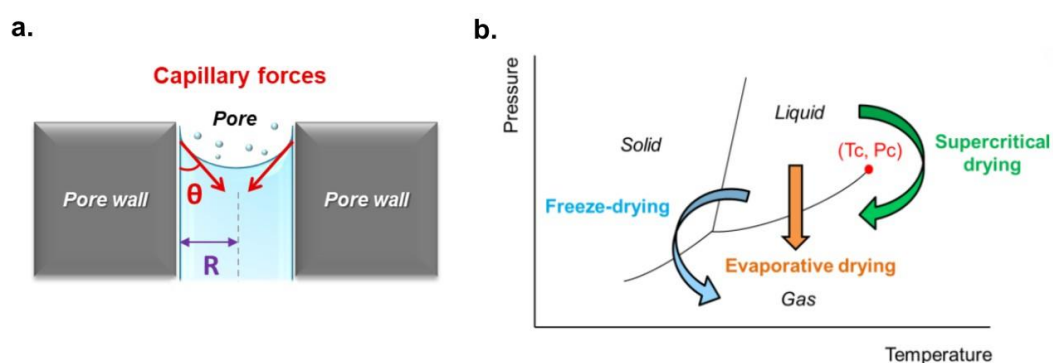 a.
Capillary forces
Pore
Pore wall
θ
Pore wall
R
b.
Pressure
Solid
Liquid
(Tc, Pc)
Supercritical
drying
Freeze-drying
Evaporative drying
Gas
Temperature